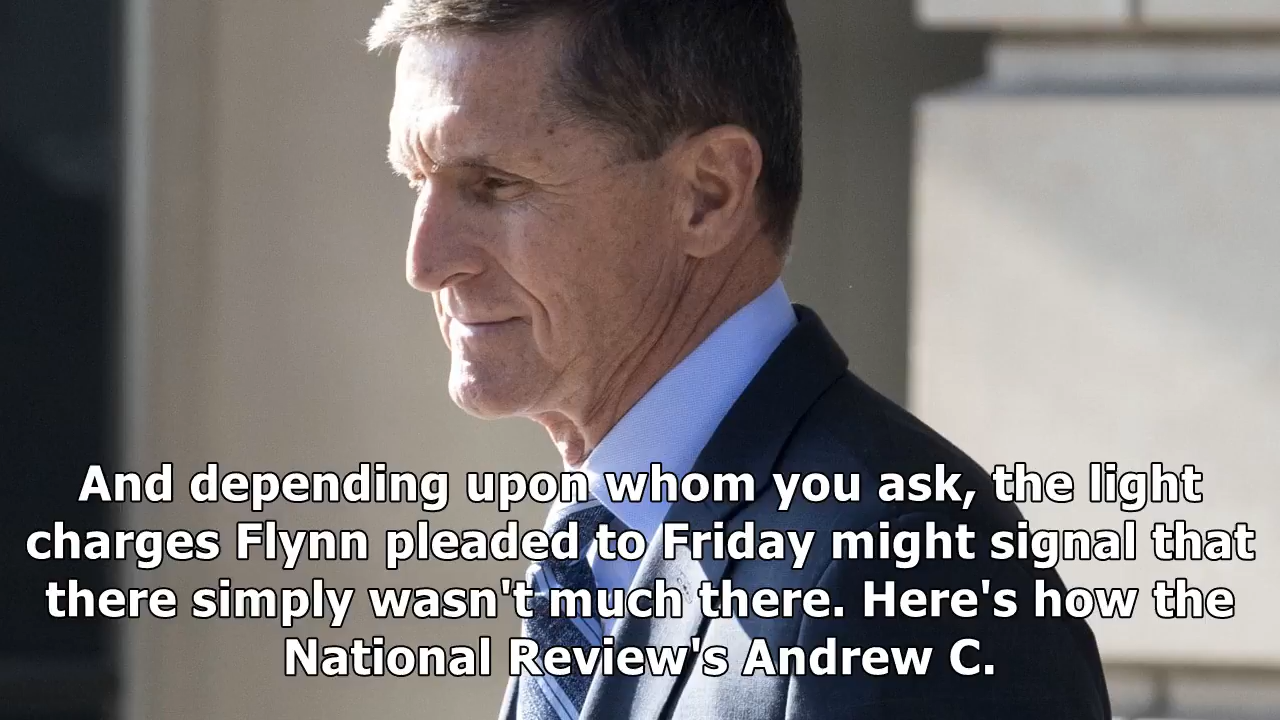 And depending upon whom you ask, the light
charges Flynn pleaded to Friday might signal that
there simply wasn't much there. Here's how the
National Review's Andrew C.